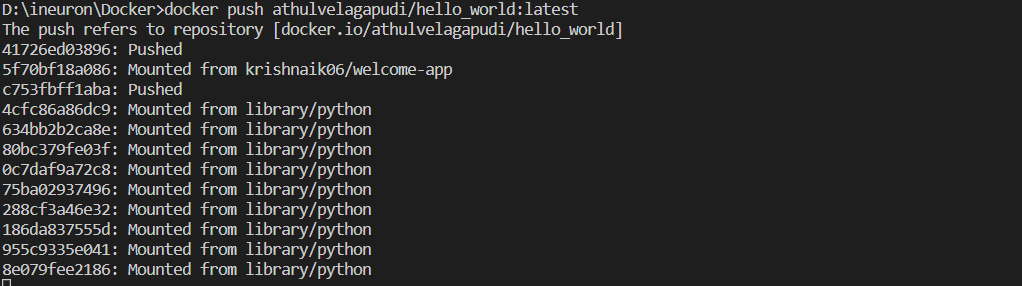 D:\ineuron\Docker>docker push athulvelagapudi/hello_world:latest
The push refers to repository [docker.io/athulvelagapudi/hello_world]
41726ed03896: Pushed
5f70bf18a086: Mounted from krishnaik06/welcome-app
c753fbff1aba: Pushed
4cfc86a86dc9: Mounted from library/python
634bb2b2ca8e: Mounted from library/python
80bc379fe03f: Mounted from library/python
0c7daf9a72c8: Mounted from library/python
75ba02937496: Mounted from library/python
288cf3a46e32: Mounted from library/python
186da837555d: Mounted from library/python
955c9335e041: Mounted from library/python
8e079fee2186: Mounted from library/python